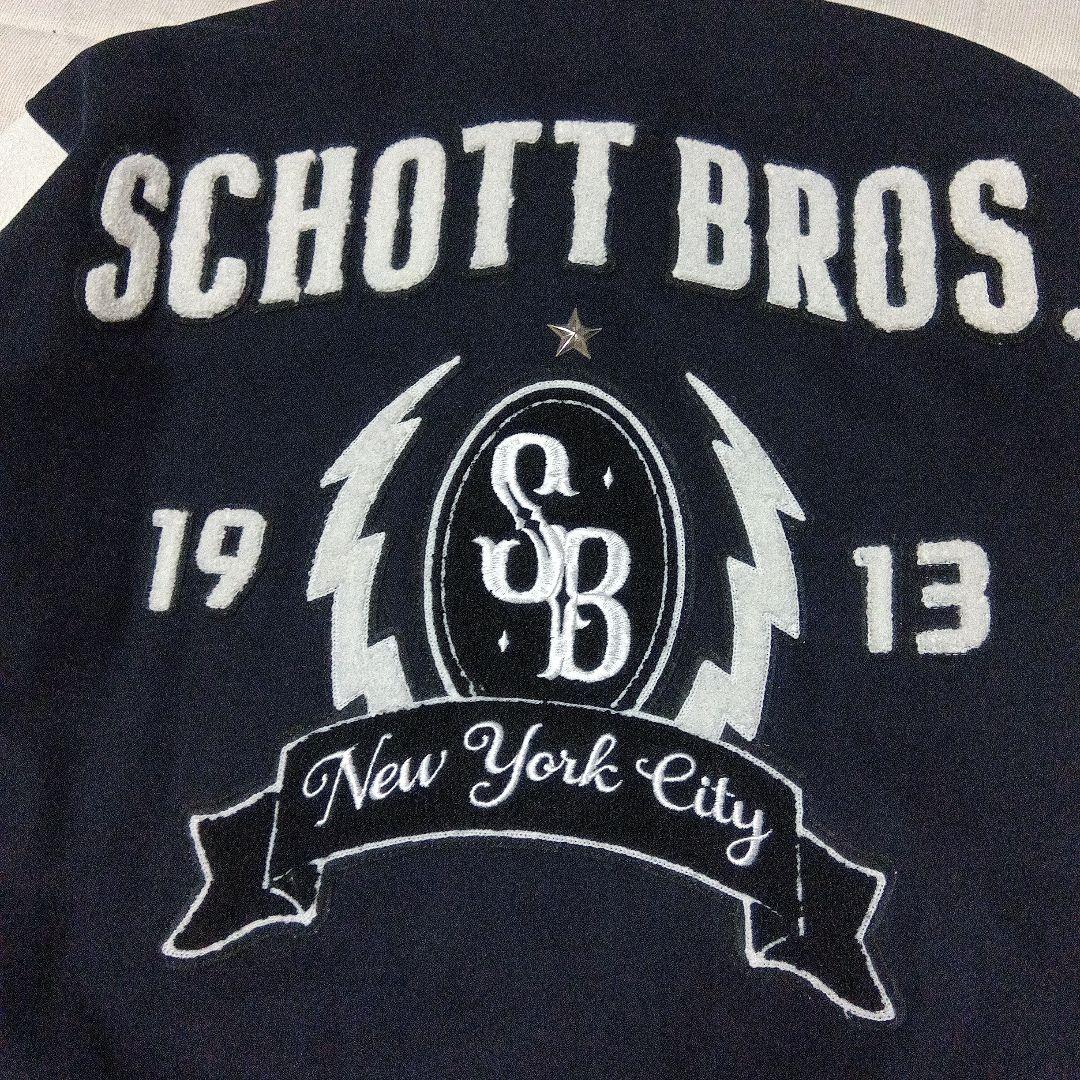 SCHOTT BROS.
SB
19 13
New York City